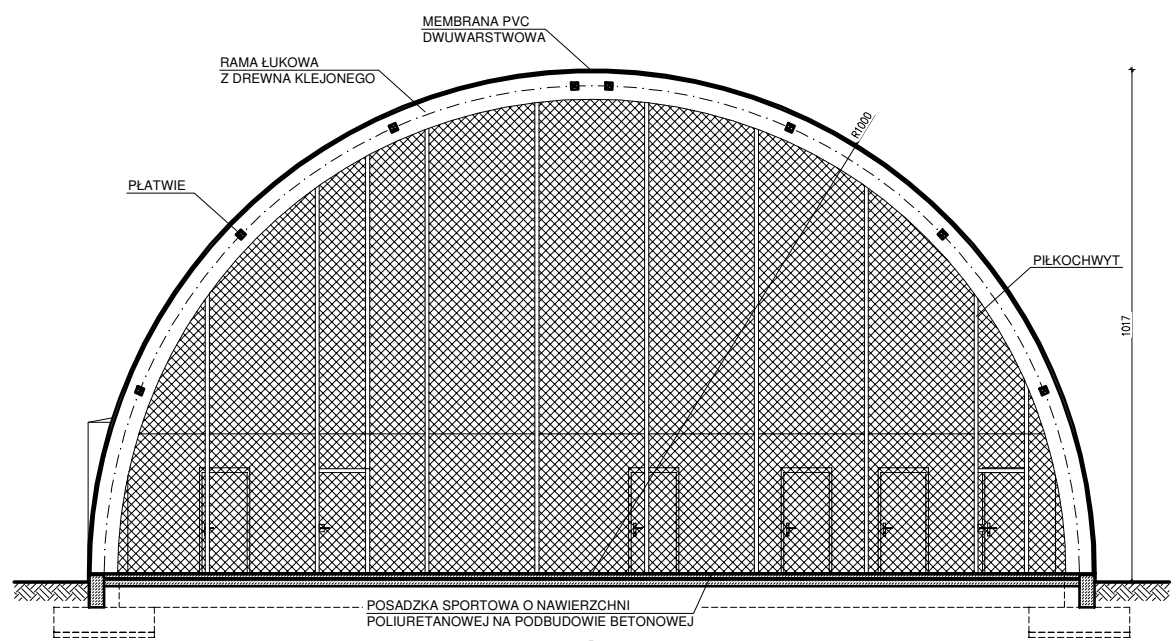 MEMBRANA PVC
DWUWARSTWOWA
RAMA ŁUKOWA
Z DREWNA KLEJONEGO
R1000
PŁATWIE
PIŁKOCHWYT
1017
POSADZKA SPORTOWA O NAWIERZCHNI
POLIURETANOWEJ NA PODBUDOWIE BETONOWEJ